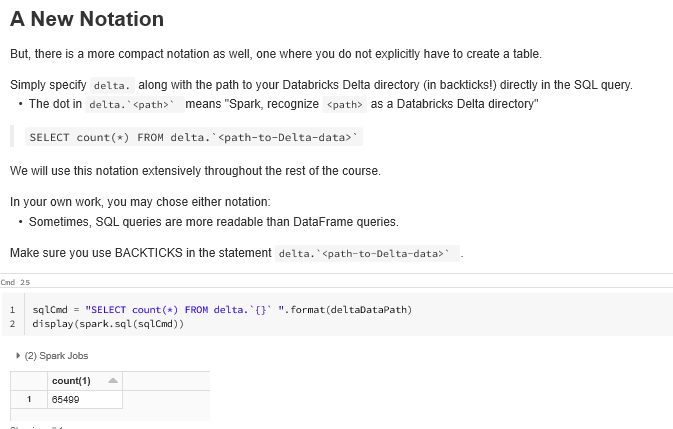 A New Notation
But, there is a more compact notation as well, one where you do not explicitly have to create a table.
Simply specify delta. along with the path to your Databricks Delta directory (in backticks!) directly in the SQL query.
• The dot in delta.`<path>` means "Spark, recognize <path> as a Databricks Delta directory"
SELECT count(*) FROM delta.`<path-to-Delta-data>`
We will use this notation extensively throughout the rest of the course.
In your own work, you may chose either notation:
• Sometimes, SQL queries are more readable than DataFrame queries.
Make sure you use BACKTICKS in the statement delta.`<path-to-Delta-data>` .
Cmd 25
1 sqlCmd = "SELECT count(*) FROM delta.`{}` ".format(deltaDataPath)
2 display(spark.sql(sqlCmd))
(2) Spark Jobs
count(1)
1 65499